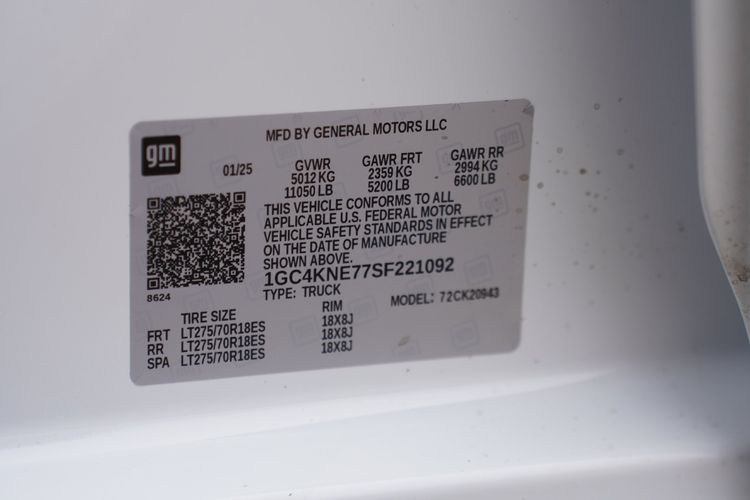 MFD BY GENERAL MOTORS LLC
gm
01/25
GVWR GAWR FRT GAWR RR
5012 KG 2359 KG 2994 KG
11050 LB 5200 LB 6600 LB
THIS VEHICLE CONFORMS TO ALL
APPLICABLE U.S. FEDERAL MOTOR
VEHICLE SAFETY STANDARDS IN EFFECT
ON THE DATE OF MANUFACTURE
SHOWN ABOVE.
1GC4KNE77SF221092
8624
TYPE: TRUCK MODEL: 72CK20943
TIRE SIZE RIM
FRT LT275/70R18ES 18X8J
RR LT275/70R18ES 18X8J
SPA LT275/70R18ES 18X8J